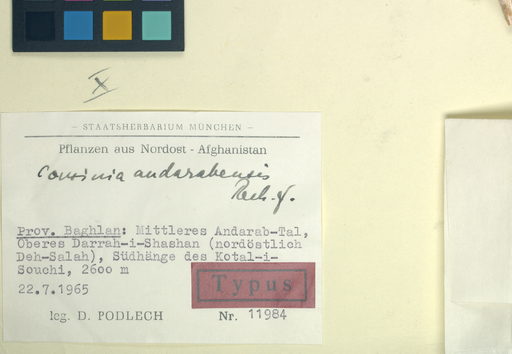 - STAATSHERBARIUM MÜNCHEN -
Pflanzen aus Nordost - Afghanistan
Cousinia andarabensis
Rech. f.
Prov. Baghlan: Mittleres Andarab-Tal,
Oberes Darrah-i-Shashan (nordöstlich
Deh-Salah), Südhänge des Kotal-i-
Souchi, 2600 m
22.7.1965
Typus
leg. D. PODLECH Nr. 11984